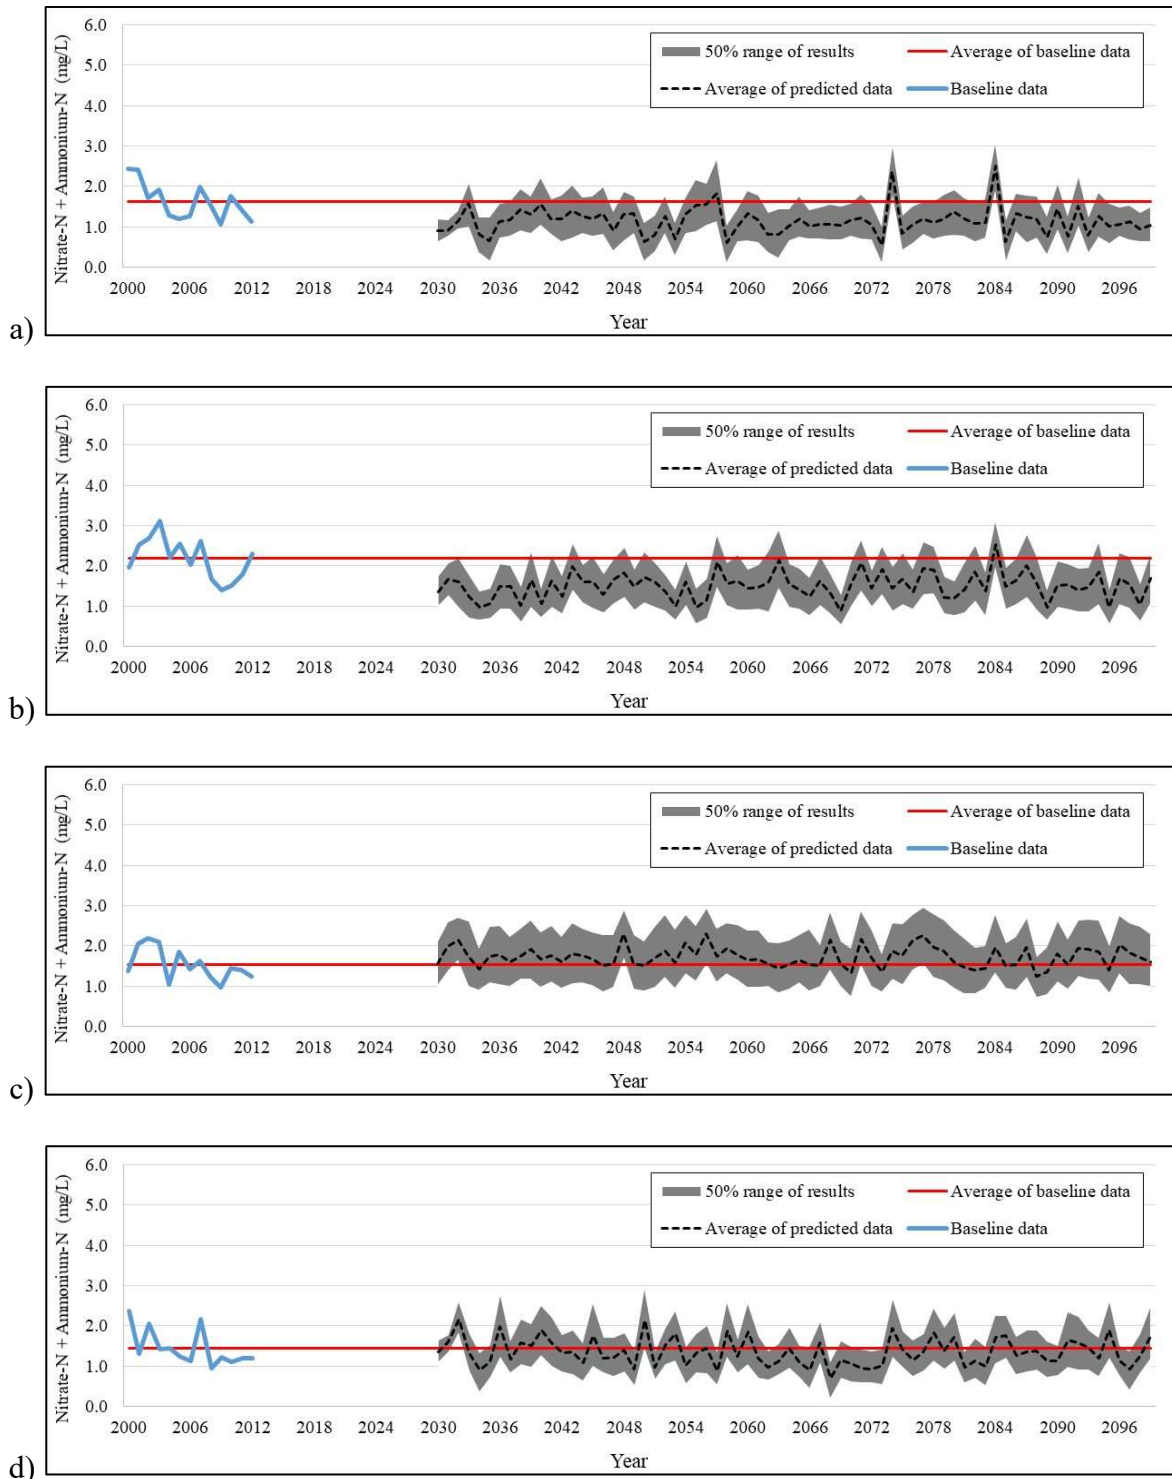 6.0
5.0
4.0
3.0
2.0
1.0
0.0
Nitrate-N + Ammonium-N (mg/L)
50% range of results
Average of baseline data
Average of predicted data
Baseline data
2000 2006 2012 2018 2024 2030 2036 2042 2048 2054 2060 2066 2072 2078 2084 2090 2096
Year
a)
6.0
5.0
4.0
3.0
2.0
1.0
0.0
Nitrate-N + Ammonium-N (mg/L)
50% range of results
Average of baseline data
Average of predicted data
Baseline data
2000 2006 2012 2018 2024 2030 2036 2042 2048 2054 2060 2066 2072 2078 2084 2090 2096
Year
b)
6.0
5.0
4.0
3.0
2.0
1.0
0.0
Nitrate-N + Ammonium-N (mg/L)
50% range of results
Average of baseline data
Average of predicted data
Baseline data
2000 2006 2012 2018 2024 2030 2036 2042 2048 2054 2060 2066 2072 2078 2084 2090 2096
Year
c)
6.0
5.0
4.0
3.0
2.0
1.0
0.0
Nitrate-N + Ammonium-N (mg/L)
50% range of results
Average of baseline data
Average of predicted data
Baseline data
2000 2006 2012 2018 2024 2030 2036 2042 2048 2054 2060 2066 2072 2078 2084 2090 2096
Year
d)